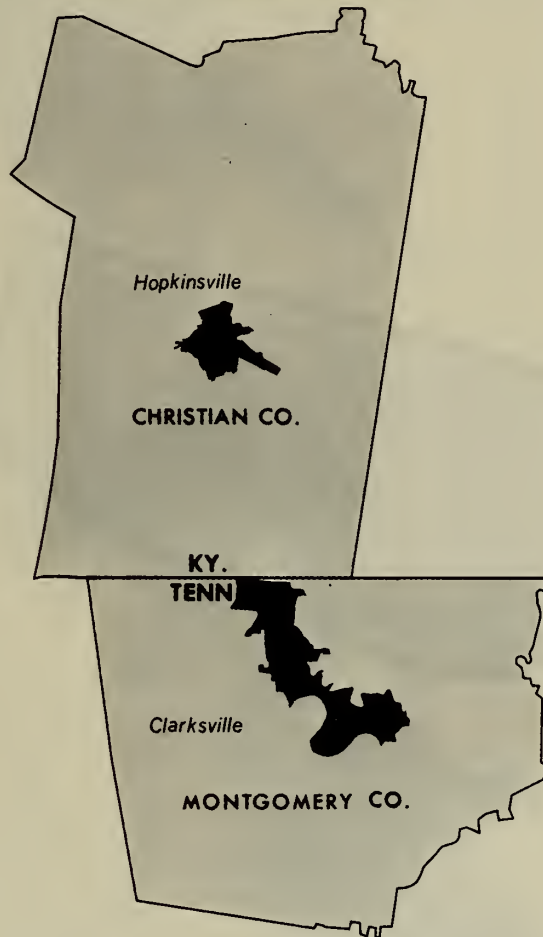 Hopkinsville
CHRISTIAN CO.
KY.
TENN
Clarksville
MONTGOMERY CO.